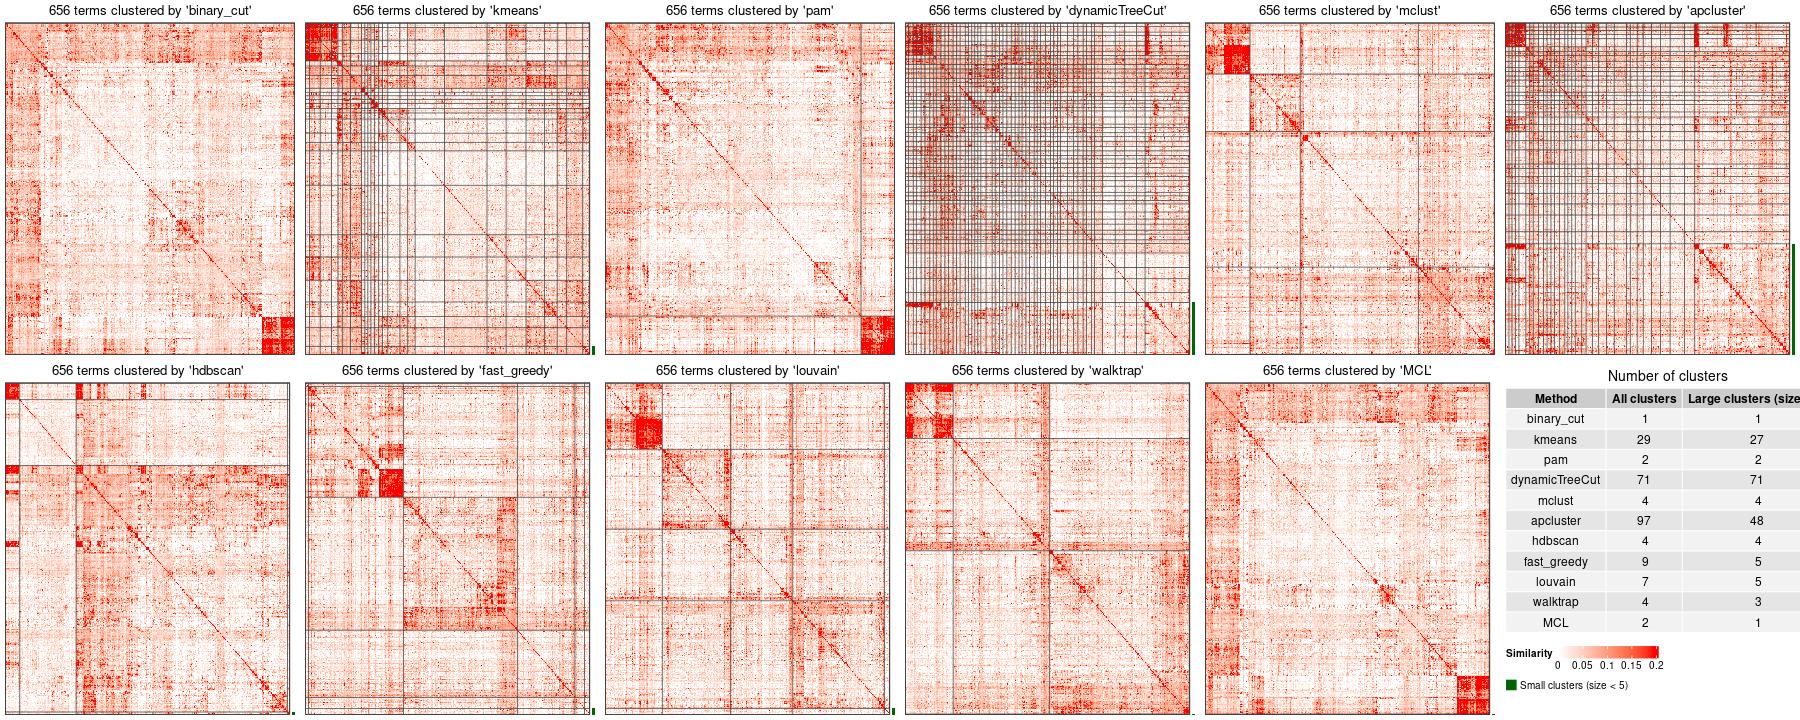 656 terms clustered by 'binary_cut'
656 terms clustered by 'kmeans'
656 terms clustered by 'pam'
656 terms clustered by 'dynamicTreeCut'
656 terms clustered by 'mclust'
656 terms clustered by 'apcluster'
656 terms clustered by 'hdbscan'
656 terms clustered by 'fast_greedy'
656 terms clustered by 'louvain'
656 terms clustered by 'walktrap'
656 terms clustered by 'MCL'
Number of clusters
Method All clusters Large clusters (size
binary_cut 1 1
kmeans 29 27
pam 2 2
dynamicTreeCut 71 71
mclust 4 4
apcluster 97 48
hdbscan 4 4
fast_greedy 9 5
louvain 7 5
walktrap 4 3
MCL 2 1
Similarity
0 0.05 0.1 0.15 0.2
Small clusters (size < 5)